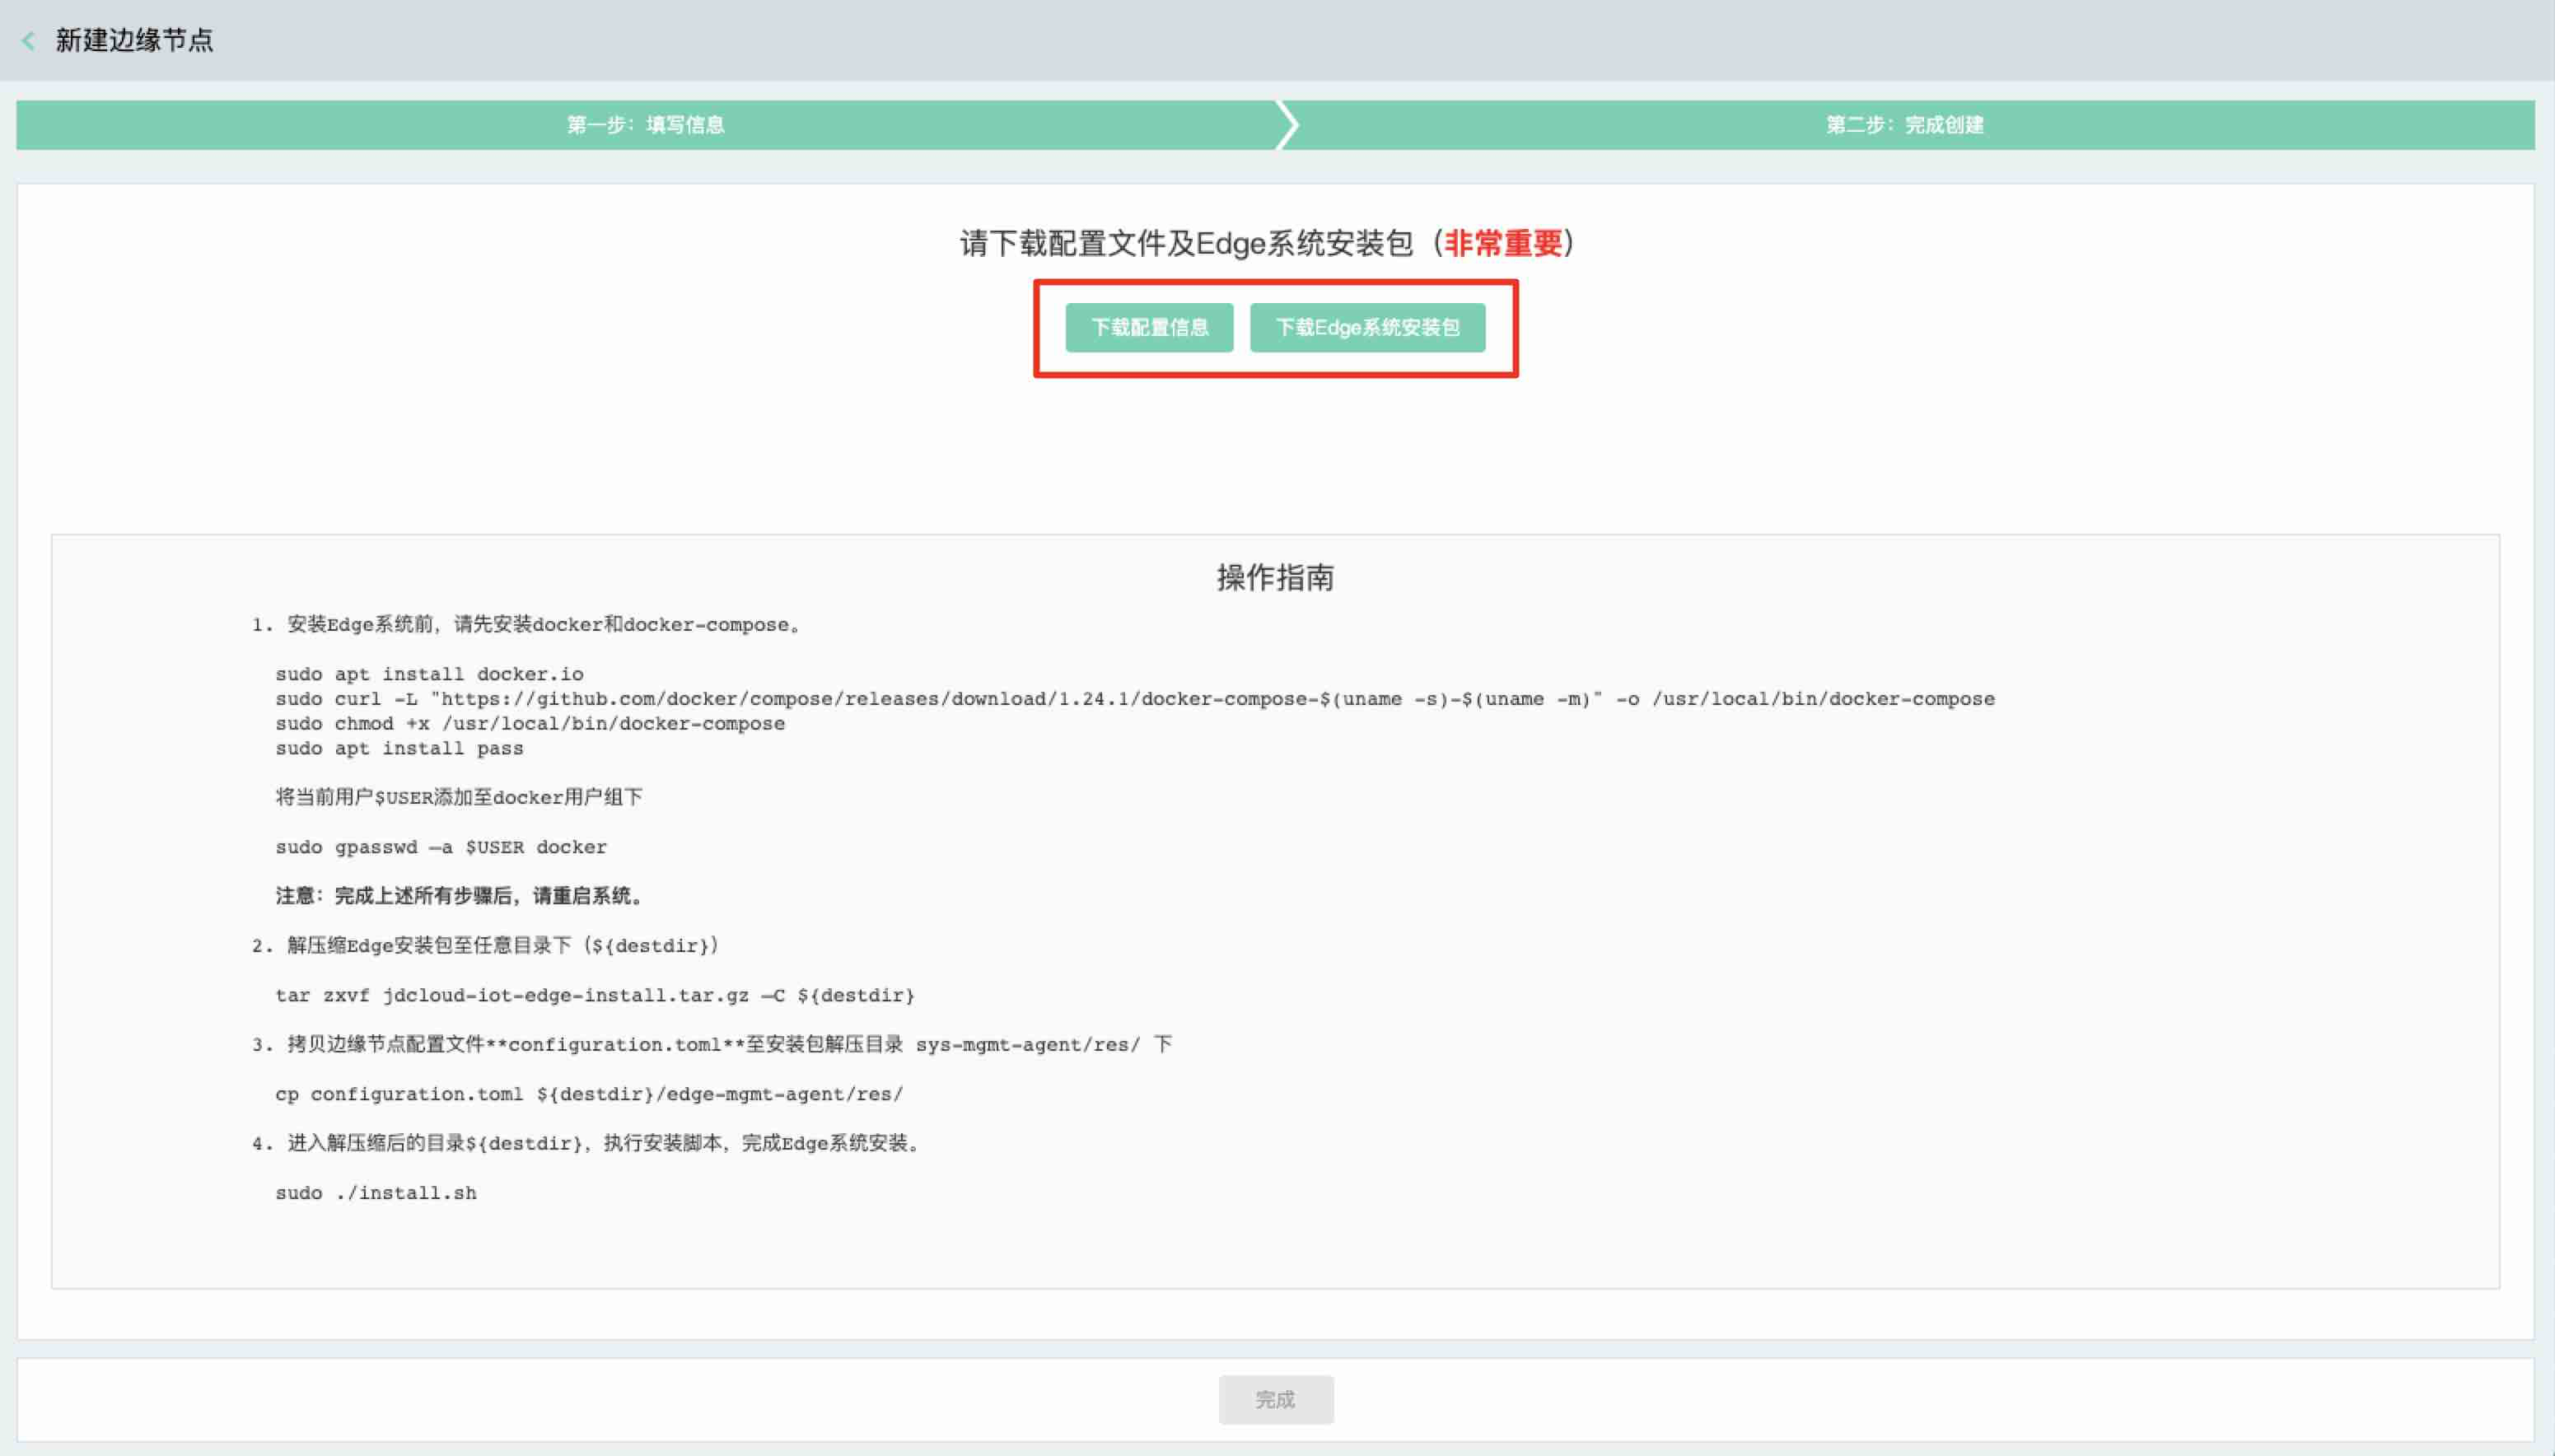 新建边缘节点
第一步：填写信息
第二步：完成创建
请下载配置文件及Edge系统安装包（非常重要）
下载配置信息
下载Edge系统安装包
操作指南
1. 安装Edge系统前，请先安装docker和docker-compose。
sudo apt install docker.io
sudo curl -L "https://github.com/docker/compose/releases/download/1.24.1/docker-compose-$(uname -s)-$(uname -m)" -o /usr/local/bin/docker-compose
sudo chmod +x /usr/local/bin/docker-compose
sudo apt install pass
将当前用户$USER添加至docker用户组下
sudo gpasswd –a $USER docker
注意：完成上述所有步骤后，请重启系统。
2. 解压缩Edge安装包至任意目录下（${destdir}）
tar zxvf jdcloud-iot-edge-install.tar.gz –C ${destdir}
3. 拷贝边缘节点配置文件**configuration.toml**至安装包解压目录 sys-mgmt-agent/res/ 下
cp configuration.toml ${destdir}/edge-mgmt-agent/res/
4. 进入解压缩后的目录${destdir}，执行安装脚本，完成Edge系统安装。
sudo ./install.sh
完成